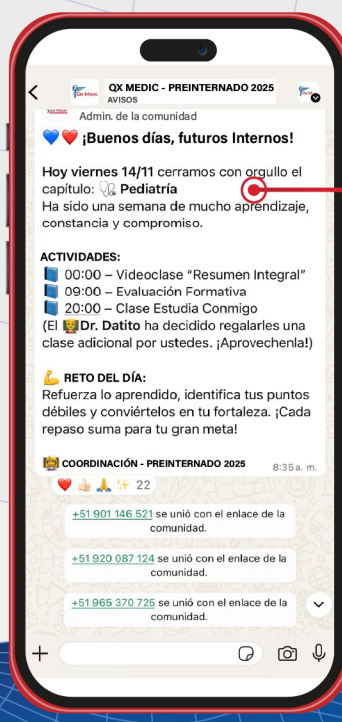 QX MEDIC - PREINTERNADO 2025
AVISOS
Admin. de la comunidad
💙❤️ ¡Buenos días, futuros Internos!
Hoy viernes 14/11 cerramos con orgullo el
capítulo: 🩺 Pediatría
Ha sido una semana de mucho aprendizaje,
constancia y compromiso.
ACTIVIDADES:
📘 00:00 – Videoclase “Resumen Integral”
📘 09:00 – Evaluación Formativa
📘 20:00 – Clase Estudia Conmigo
(El 👨‍🏫Dr. Datito ha decidido regalarles una
clase adicional por ustedes. ¡Aprovechenla!)
💪 RETO DEL DÍA:
Refuerza lo aprendido, identifica tus puntos
débiles y conviértelos en tu fortaleza. ¡Cada
repaso suma para tu gran meta!
👨‍🏫 COORDINACIÓN - PREINTERNADO 2025
8:35 a. m.
❤️👍🏻🙏✨ 22
+51 901 146 521 se unió con el enlace de la
comunidad.
+51 920 087 124 se unió con el enlace de la
comunidad.
+51 965 370 725 se unió con el enlace de la
comunidad.